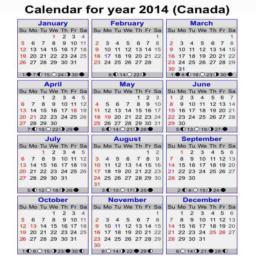 Calendar for year 2014 (Canada)
January
Su Mo Tu We Th Fr Sa
1 2 3 4
5 6 7 8 9 10 11
12 13 14 15 16 17 18
19 20 21 22 23 24 25
26 27 28 29 30 31
February
Su Mo Tu We Th Fr Sa
1
2 3 4 5 6 7 8
9 10 11 12 13 14 15
16 17 18 19 20 21 22
23 24 25 26 27 28
March
Su Mo Tu We Th Fr Sa
1
2 3 4 5 6 7 8
9 10 11 12 13 14 15
16 17 18 19 20 21 22
23 24 25 26 27 28 29
30 31
April
Su Mo Tu We Th Fr Sa
1 2 3 4 5
6 7 8 9 10 11 12
13 14 15 16 17 18 19
20 21 22 23 24 25 26
27 28 29 30
May
Su Mo Tu We Th Fr Sa
1 2 3
4 5 6 7 8 9 10
11 12 13 14 15 16 17
18 19 20 21 22 23 24
25 26 27 28 29 30 31
June
Su Mo Tu We Th Fr Sa
1 2 3 4 5 6 7
8 9 10 11 12 13 14
15 16 17 18 19 20 21
22 23 24 25 26 27 28
29 30
July
Su Mo Tu We Th Fr Sa
1 2 3 4 5
6 7 8 9 10 11 12
13 14 15 16 17 18 19
20 21 22 23 24 25 26
27 28 29 30 31
August
Su Mo Tu We Th Fr Sa
1 2
3 4 5 6 7 8 9
10 11 12 13 14 15 16
17 18 19 20 21 22 23
24 25 26 27 28 29 30
31
September
Su Mo Tu We Th Fr Sa
1 2 3 4 5 6
7 8 9 10 11 12 13
14 15 16 17 18 19 20
21 22 23 24 25 26 27
28 29 30
October
Su Mo Tu We Th Fr Sa
1 2 3 4
5 6 7 8 9 10 11
12 13 14 15 16 17 18
19 20 21 22 23 24 25
26 27 28 29 30 31
November
Su Mo Tu We Th Fr Sa
1
2 3 4 5 6 7 8
9 10 11 12 13 14 15
16 17 18 19 20 21 22
23 24 25 26 27 28 29
30
December
Su Mo Tu We Th Fr Sa
1 2 3 4 5 6
7 8 9 10 11 12 13
14 15 16 17 18 19 20
21 22 23 24 25 26 27
28 29 30 31